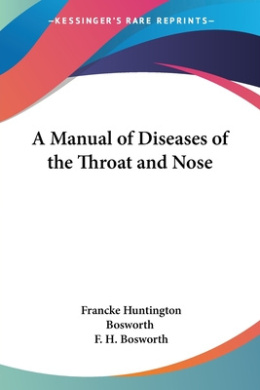 KESSINGER'S RARE REPRINTS
A Manual of Diseases of
the Throat and Nose
Francke Huntington
Bosworth
F. H. Bosworth